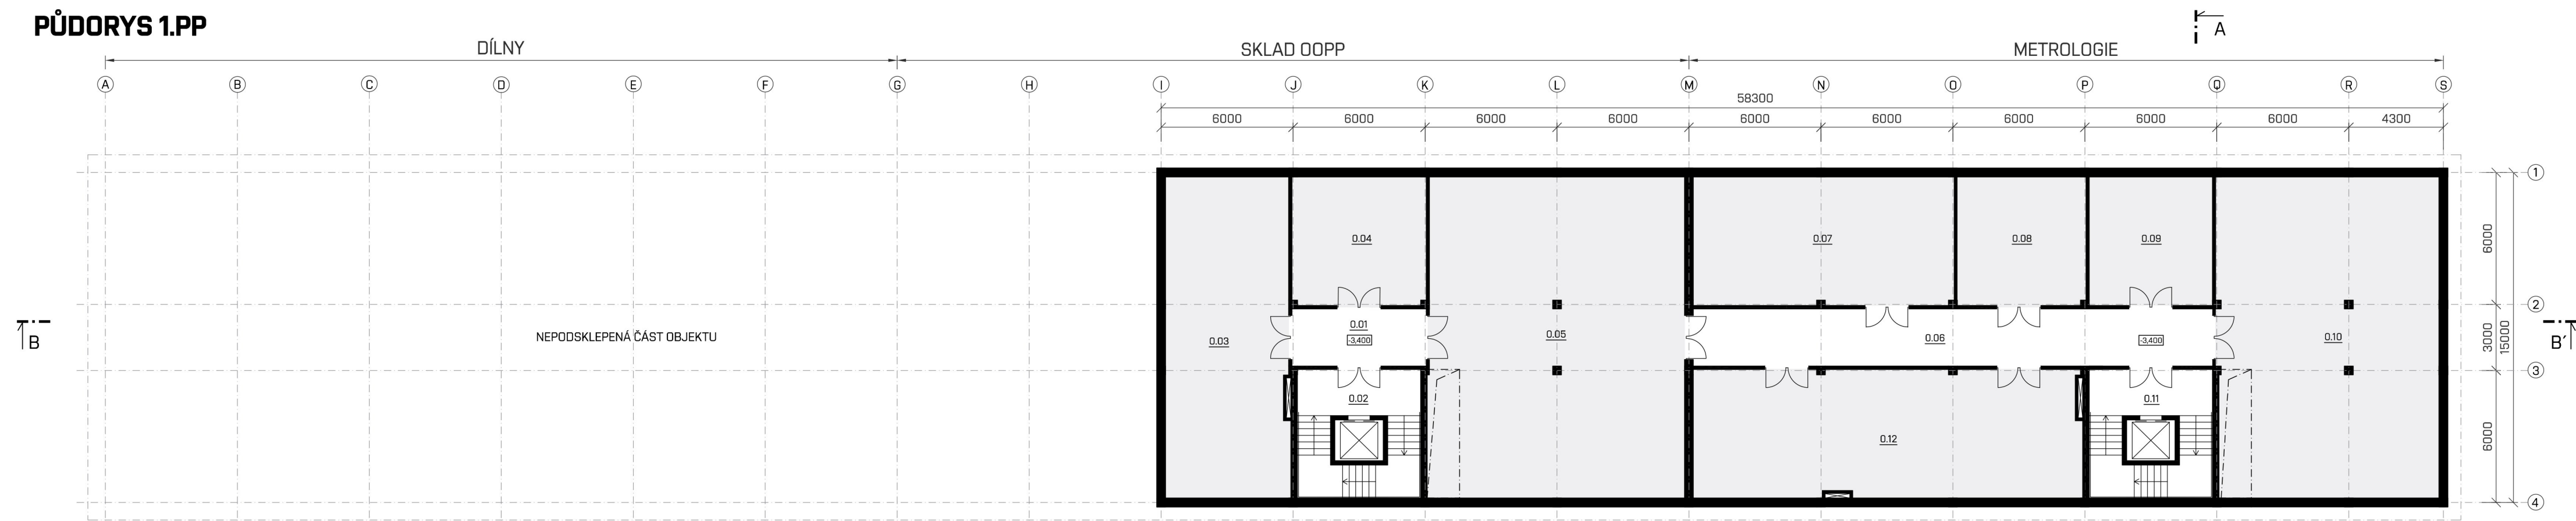 PŮDORYS 1.PP
A
DÍLNY
SKLAD OOPP
METROLOGIE
A B C D E F G H I J K L M N O P Q R S
58300
6000 6000 6000 6000 6000 6000 6000 6000 6000 4300
1
0.04 0.07 0.08 0.09
6000
2
0.01
-3,400
0.03 0.05 0.06 -3,400 0.10
3000
15000
NEPODSKLEPENÁ ČÁST OBJEKTU
B B´
3
0.02 0.11
0.12
6000
4